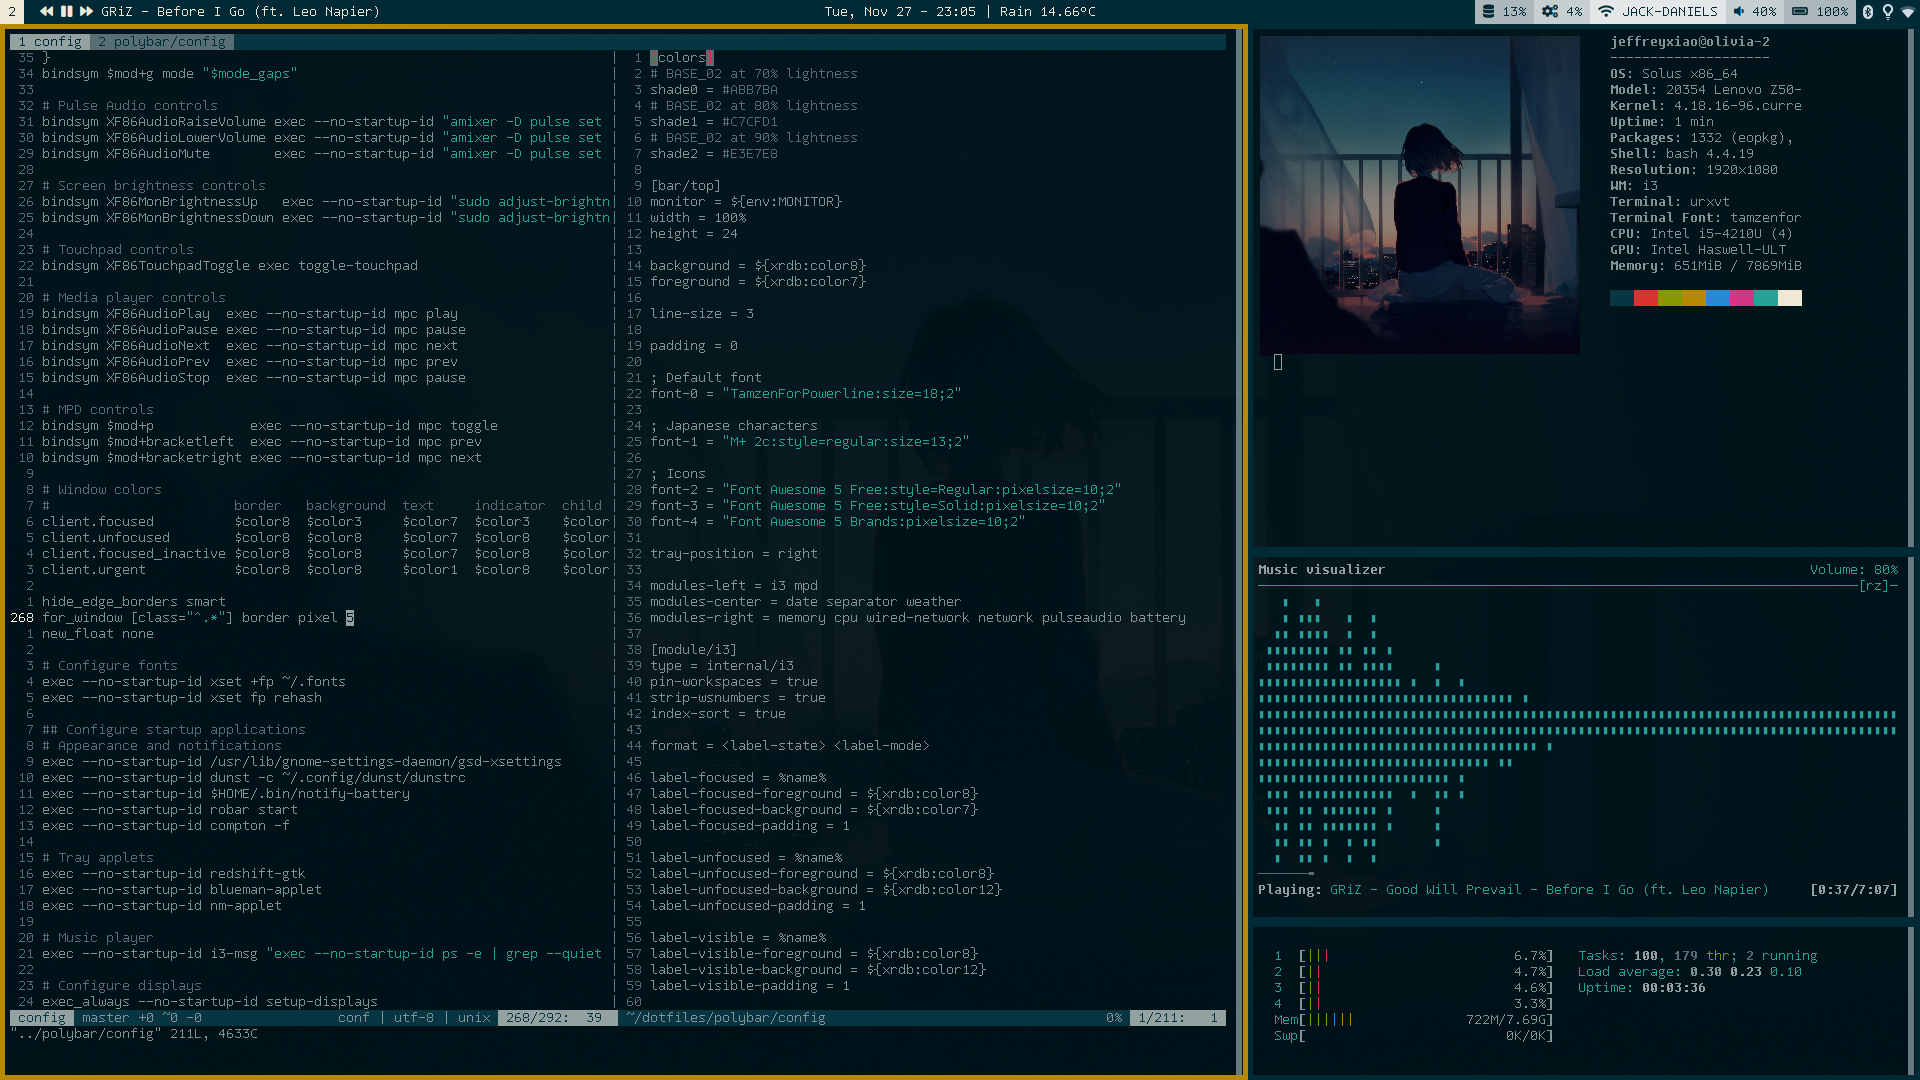 2 GRiZ - Before I Go (ft. Leo Napier)
Tue, Nov 27 - 23:05 | Rain 14.66ºC
13% 4% JACK-DANIELS 40% 100%
1 config 2 polybar/config
35 }
34 bindsym $mod+g mode "$mode_gaps"
33
32 # Pulse Audio controls
31 bindsym XF86AudioRaiseVolume exec --no-startup-id "amixer -D pulse set
30 bindsym XF86AudioLowerVolume exec --no-startup-id "amixer -D pulse set
29 bindsym XF86AudioMute        exec --no-startup-id "amixer -D pulse set
28
27 # Screen brightness controls
26 bindsym XF86MonBrightnessUp   exec --no-startup-id "sudo adjust-brightn
25 bindsym XF86MonBrightnessDown exec --no-startup-id "sudo adjust-brightn
24
23 # Touchpad controls
22 bindsym XF86TouchpadToggle exec toggle-touchpad
21
20 # Media player controls
19 bindsym XF86AudioPlay  exec --no-startup-id mpc play
18 bindsym XF86AudioPause exec --no-startup-id mpc pause
17 bindsym XF86AudioNext  exec --no-startup-id mpc next
16 bindsym XF86AudioPrev  exec --no-startup-id mpc prev
15 bindsym XF86AudioStop  exec --no-startup-id mpc pause
14
13 # MPD controls
12 bindsym $mod+p            exec --no-startup-id mpc toggle
11 bindsym $mod+bracketleft  exec --no-startup-id mpc prev
10 bindsym $mod+bracketright exec --no-startup-id mpc next
9
8 # Window colors
7 #                       border   background  text     indicator  child
6 client.focused          $color8  $color3     $color7  $color3    $color
5 client.unfocused        $color8  $color8     $color7  $color8    $color
4 client.focused_inactive $color8  $color8     $color7  $color8    $color
3 client.urgent           $color8  $color8     $color1  $color8    $color
2
1 hide_edge_borders smart
268 for_window [class="^.*"] border pixel 5
1 new_float none
2
3 # Configure fonts
4 exec --no-startup-id xset +fp ~/.fonts
5 exec --no-startup-id xset fp rehash
6
7 ## Configure startup applications
8 # Appearance and notifications
9 exec --no-startup-id /usr/lib/gnome-settings-daemon/gsd-xsettings
10 exec --no-startup-id dunst -c ~/.config/dunst/dunstrc
11 exec --no-startup-id $HOME/.bin/notify-battery
12 exec --no-startup-id robar start
13 exec --no-startup-id compton -f
14
15 # Tray applets
16 exec --no-startup-id redshift-gtk
17 exec --no-startup-id blueman-applet
18 exec --no-startup-id nm-applet
19
20 # Music player
21 exec --no-startup-id i3-msg "exec --no-startup-id ps -e | grep --quiet
22
23 # Configure displays
24 exec_always --no-startup-id setup-displays
config master +0 ~0 -0 conf | utf-8 | unix 268/292: 39
"../polybar/config" 211L, 4633C
1 [colors]
2 # BASE_02 at 70% lightness
3 shade0 = #ABB7BA
4 # BASE_02 at 80% lightness
5 shade1 = #C7CFD1
6 # BASE_02 at 90% lightness
7 shade2 = #E3E7E8
8
9 [bar/top]
10 monitor = ${env:MONITOR}
11 width = 100%
12 height = 24
13
14 background = ${xrdb:color8}
15 foreground = ${xrdb:color7}
16
17 line-size = 3
18
19 padding = 0
20
21 ; Default font
22 font-0 = "TamzenForPowerline:size=18;2"
23
24 ; Japanese characters
25 font-1 = "M+ 2c:style=regular:size=13;2"
26
27 ; Icons
28 font-2 = "Font Awesome 5 Free:style=Regular:pixelsize=10;2"
29 font-3 = "Font Awesome 5 Free:style=Solid:pixelsize=10;2"
30 font-4 = "Font Awesome 5 Brands:pixelsize=10;2"
31
32 tray-position = right
33
34 modules-left = i3 mpd
35 modules-center = date separator weather
36 modules-right = memory cpu wired-network network pulseaudio battery
37
38 [module/i3]
39 type = internal/i3
40 pin-workspaces = true
41 strip-wsnumbers = true
42 index-sort = true
43
44 format = <label-state> <label-mode>
45
46 label-focused = %name%
47 label-focused-foreground = ${xrdb:color8}
48 label-focused-background = ${xrdb:color7}
49 label-focused-padding = 1
50
51 label-unfocused = %name%
52 label-unfocused-foreground = ${xrdb:color8}
53 label-unfocused-background = ${xrdb:color12}
54 label-unfocused-padding = 1
55
56 label-visible = %name%
57 label-visible-foreground = ${xrdb:color8}
58 label-visible-background = ${xrdb:color12}
59 label-visible-padding = 1
60
~/dotfiles/polybar/config 0% 1/211: 1
jeffreyxiao@olivia-2
--------------------
OS: Solus x86_64
Model: 20354 Lenovo Z50-
Kernel: 4.18.16-96.curre
Uptime: 1 min
Packages: 1332 (eopkg),
Shell: bash 4.4.19
Resolution: 1920x1080
WM: i3
Terminal: urxvt
Terminal Font: tamzenfor
CPU: Intel i5-4210U (4)
GPU: Intel Haswell-ULT
Memory: 651MiB / 7869MiB
Music visualizer Volume: 80%
[rz]
Playing: GRiZ - Good Will Prevail - Before I Go (ft. Leo Napier) [0:37/7:07]
1 [||| 6.7%] Tasks: 100, 179 thr; 2 running
2 [|| 4.7%] Load average: 0.30 0.23 0.10
3 [|| 4.6%] Uptime: 00:03:36
4 [|| 3.3%]
Mem[|||||| 722M/7.69G]
Swp[ 0K/0K]